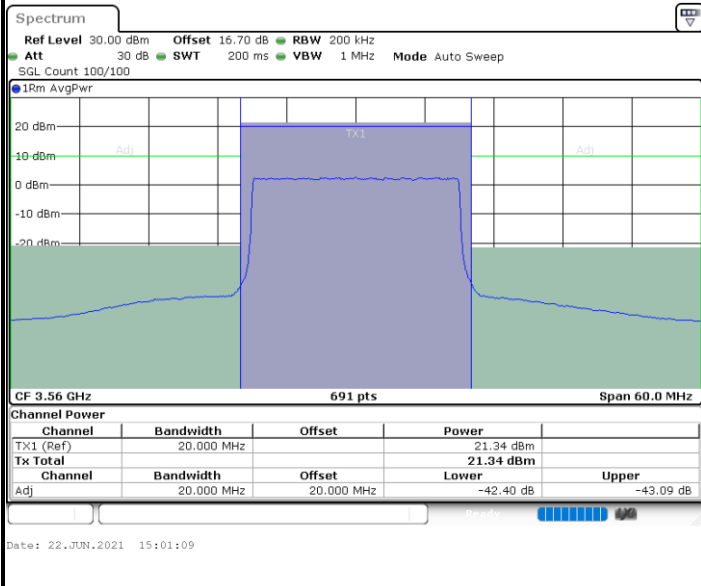 Spectrum
Ref Level 30.00 dBm Offset 16.70 dB RBW 200 kHz
Att 30 dB SWT 200 ms VBW 1 MHz Mode Auto Sweep
SGL Count 100/100
1Rm AvgPwr
20 dBm
TX1
Adj
Adj
10 dBm
0 dBm
-10 dBm
-20 dBm
CF 3.56 GHz 691 pts Span 60.0 MHz
Channel Power
Channel Bandwidth Offset Power
TX1 (Ref) 20.000 MHz 21.34 dBm
Tx Total 21.34 dBm
Channel Bandwidth Offset Lower Upper
Adj 20.000 MHz 20.000 MHz -42.40 dB -43.09 dB
Ready
Date: 22.JUN.2021 15:01:09